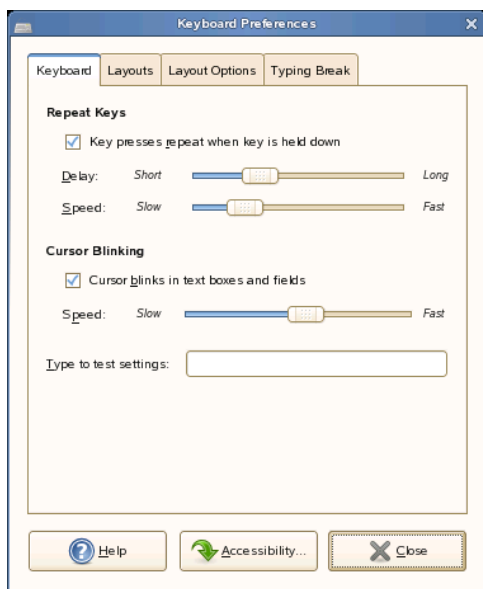 Keyboard Preferences
Keyboard Layouts Layout Options Typing Break
Repeat Keys
Key presses repeat when key is held down
Delay: Short Long
Speed: Slow Fast
Cursor Blinking
Cursor blinks in text boxes and fields
Speed: Slow Fast
Type to test settings:
Help Accessibility... Close